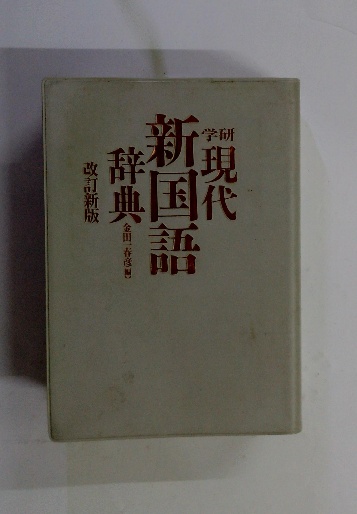 学研
現代
新国語
辞典
金田一春彦編
改訂新版